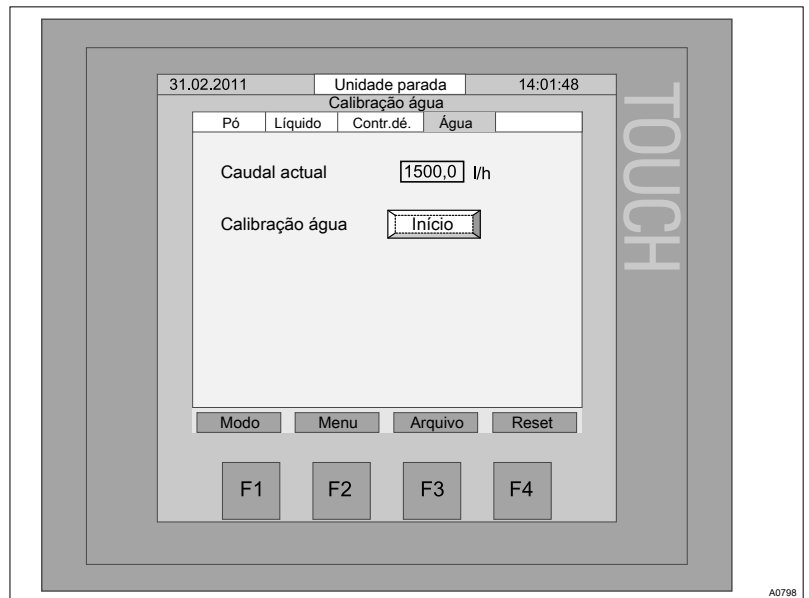 31.02.2011 Unidade parada 14:01:48
Calibração água
Pó Líquido Contr.dé. Água
Caudal actual 1500,0 l/h
Calibração água Início
Modo Menu Arquivo Reset
F1 F2 F3 F4
TOUCH
A0798